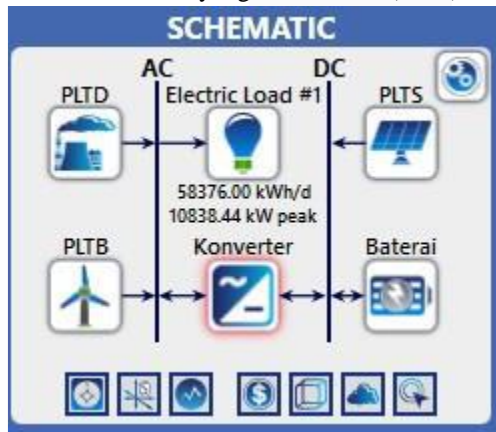 SCHEMATIC
AC DC
PLTD Electric Load #1 PLTS
58376.00 kWh/d
10838.44 kW peak
PLTB Konverter Baterai